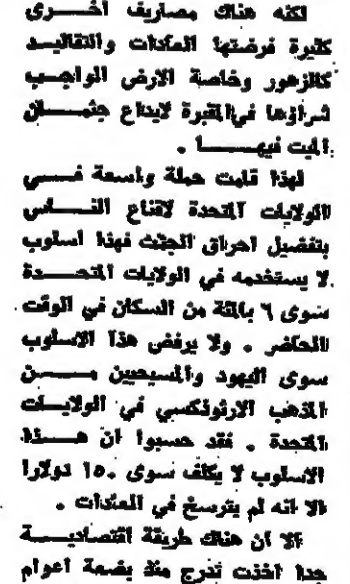 لكنه هناك مصاريف اخرى
كثيرة فرضتها العادات والتقاليد
كالزهور وخاصة الارض الواجب
شراؤها في المقبرة لايداع جثمان
الميت فيها .
لهذا قامت حملة واسعة في
الولايات المتحدة لاقناع الناس
بتفضيل احراق الجثث فهذا اسلوب
لا يستخدمه في الولايات المتحدة
سوى ٦ بالمئة من السكان في الوقت
الحاضر . ولا يرفض هذا الاسلوب
سوى اليهود والمسيحيين من
المذهب الارثوذكسي في الولايات
المتحدة . فقد حسبوا ان هذا
الاسلوب لا يكلف سوى ١٥٠ دولارا
الا انه لم يترسخ في العادات .
الا ان هناك طريقة اقتصادية
جدا اخذت تدرج منذ بضعة اعوام